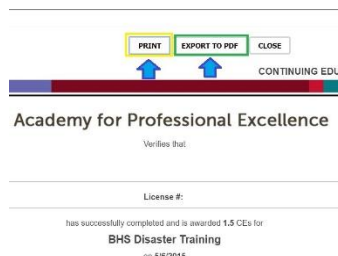 PRINT EXPORT TO PDF CLOSE
CONTINUING EDU
Academy for Professional Excellence
Verifies that
License #:
has successfully completed and is awarded 1.5 CEs for
BHS Disaster Training
on 5/5/2015